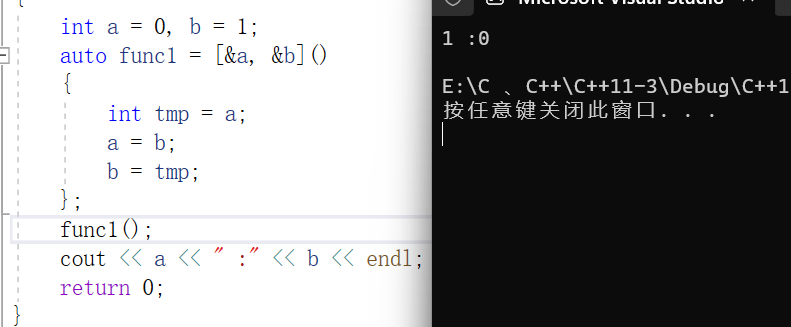 {
int a = 0, b = 1;
auto func1 = [&a, &b]()
{
int tmp = a;
a = b;
b = tmp;
};
func1();
cout << a << " :" << b << endl;
return 0;
}
Microsoft Visual Studio
1 :0
E:\C 、C++\C++11-3\Debug\C++1
按任意键关闭此窗口. . .